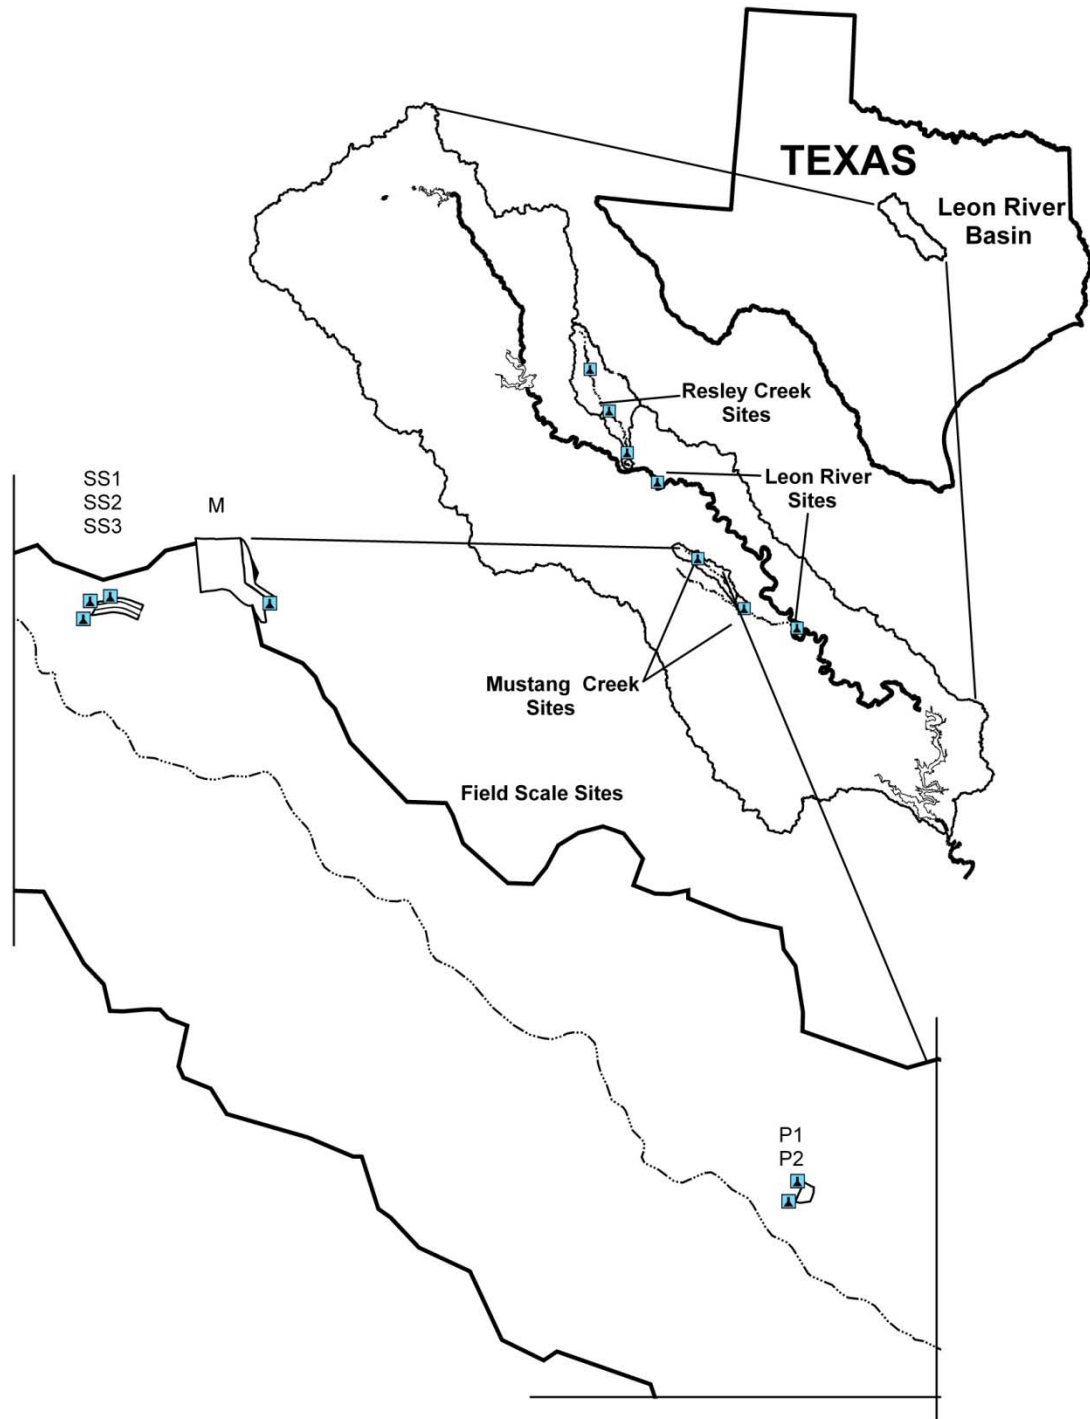 TEXAS
Leon River
Basin
Resley Creek
Sites
Leon River
Sites
SS1
SS2
SS3
M
Mustang Creek
Sites
Field Scale Sites
P1
P2